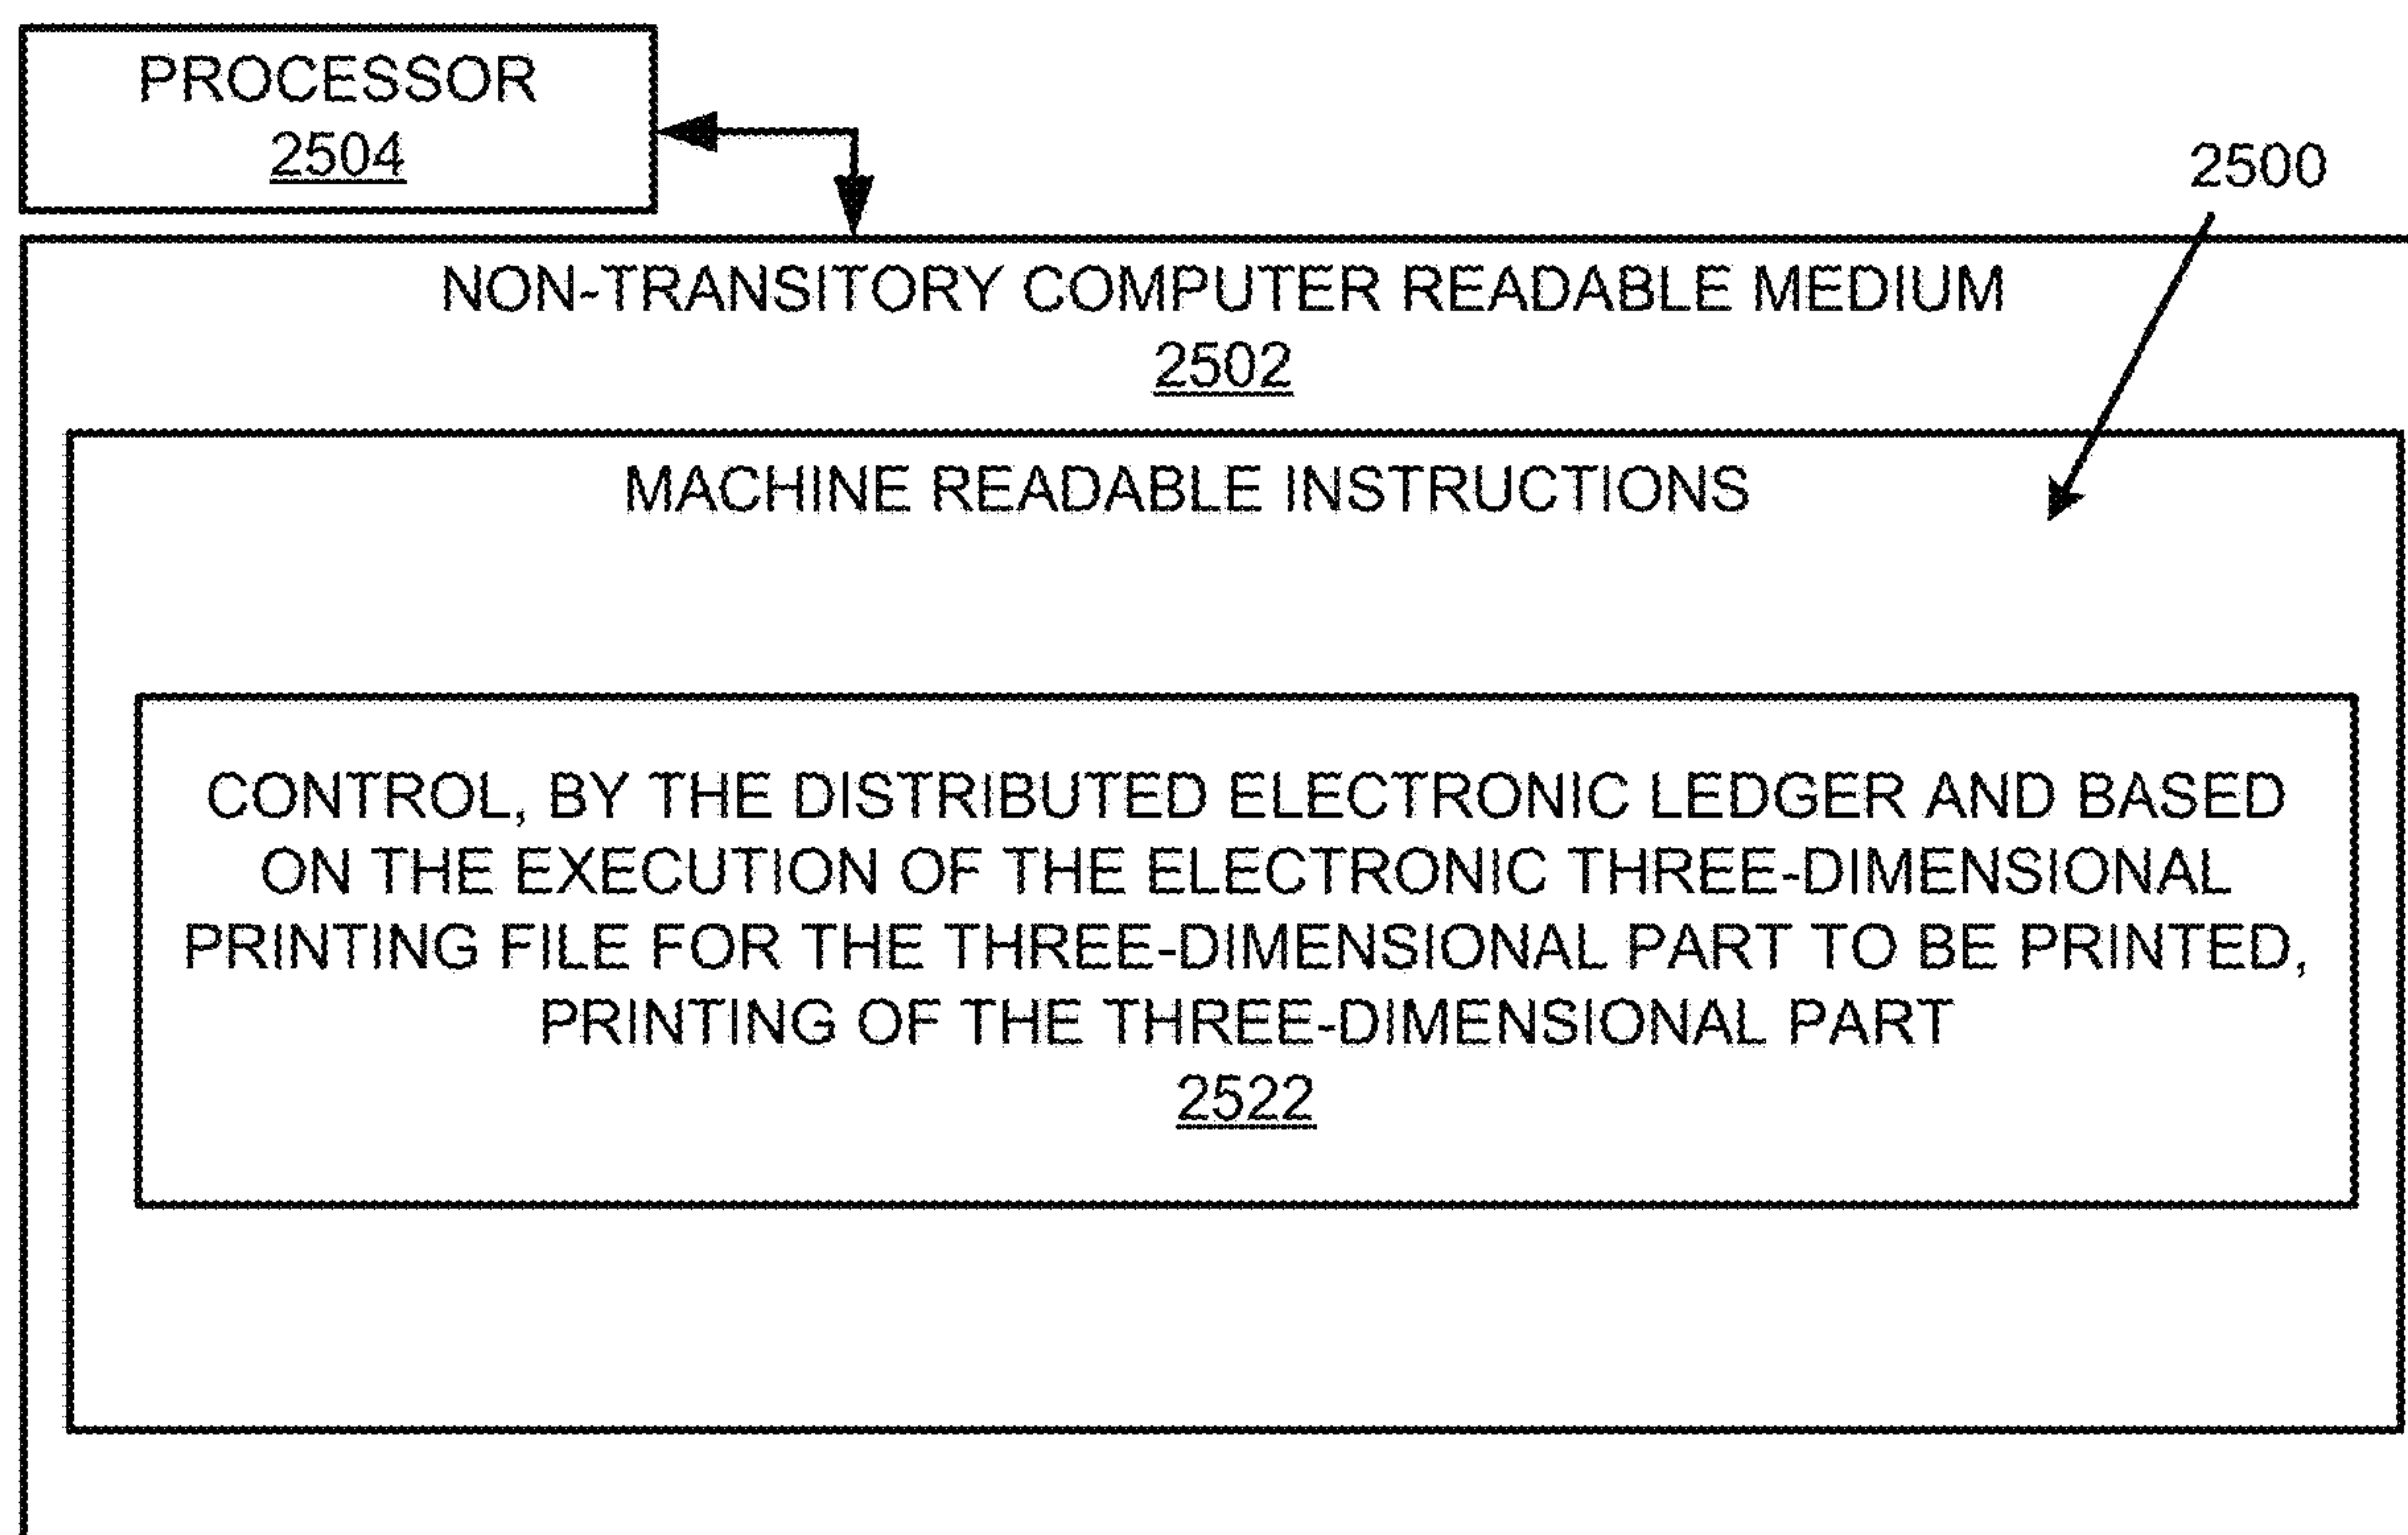 PROCESSOR
2504
2500
NON-TRANSITORY COMPUTER READABLE MEDIUM
2502
MACHINE READABLE INSTRUCTIONS
CONTROL, BY THE DISTRIBUTED ELECTRONIC LEDGER AND BASED
ON THE EXECUTION OF THE ELECTRONIC THREE-DIMENSIONAL
PRINTING FILE FOR THE THREE-DIMENSIONAL PART TO BE PRINTED,
PRINTING OF THE THREE-DIMENSIONAL PART
2522